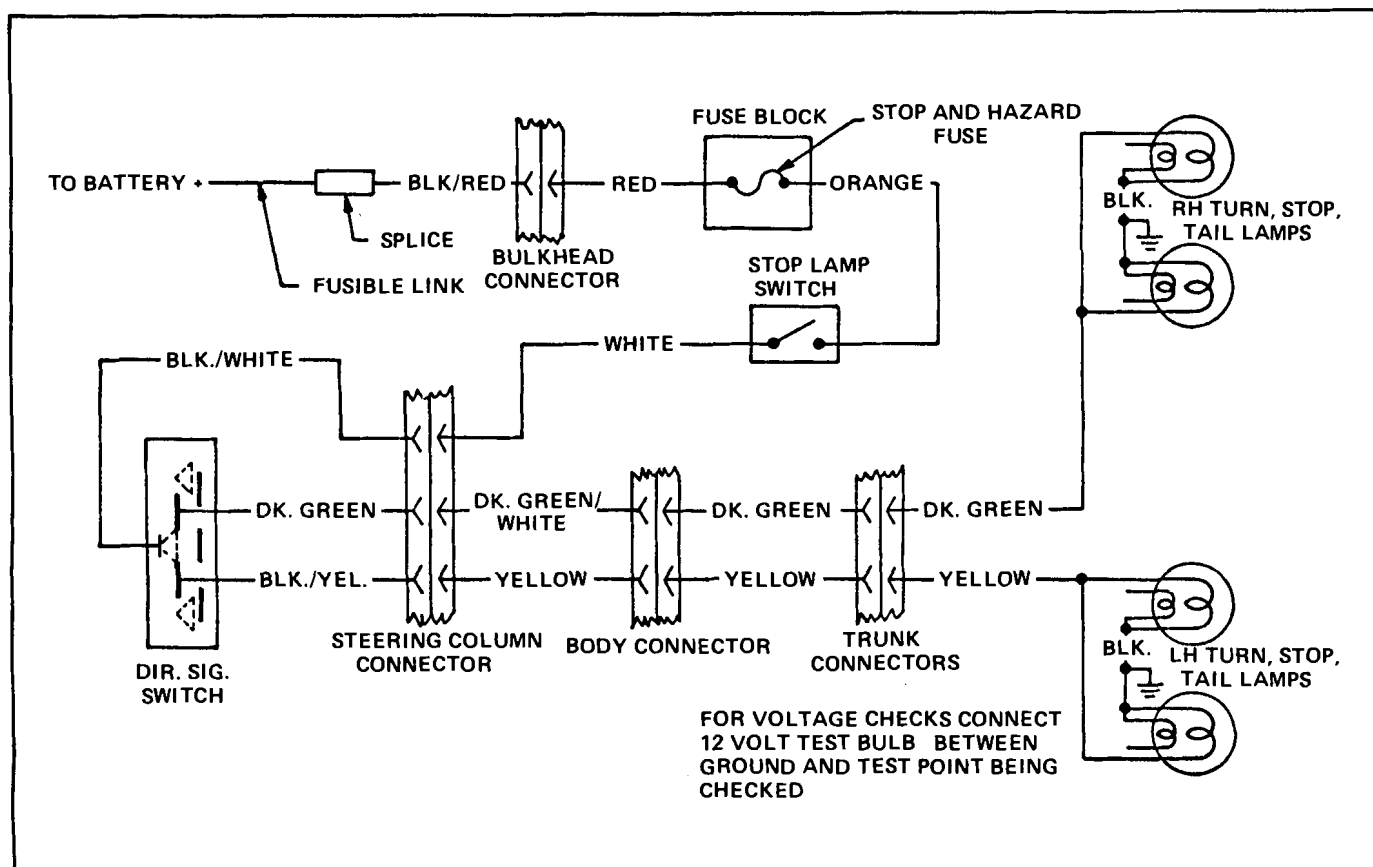 FUSE BLOCK
STOP AND HAZARD
FUSE
TO BATTERY +
BLK/RED
RED
ORANGE
SPLICE
FUSIBLE LINK
BULKHEAD
CONNECTOR
STOP LAMP
SWITCH
BLK.
RH TURN, STOP,
TAIL LAMPS
BLK./WHITE
WHITE
DK. GREEN
DK. GREEN/
WHITE
DK. GREEN
DK. GREEN
BLK./YEL.
YELLOW
YELLOW
YELLOW
DIR. SIG.
SWITCH
STEERING COLUMN
CONNECTOR
BODY CONNECTOR
TRUNK
CONNECTORS
BLK.
LH TURN, STOP,
TAIL LAMPS
FOR VOLTAGE CHECKS CONNECT
12 VOLT TEST BULB BETWEEN
GROUND AND TEST POINT BEING
CHECKED